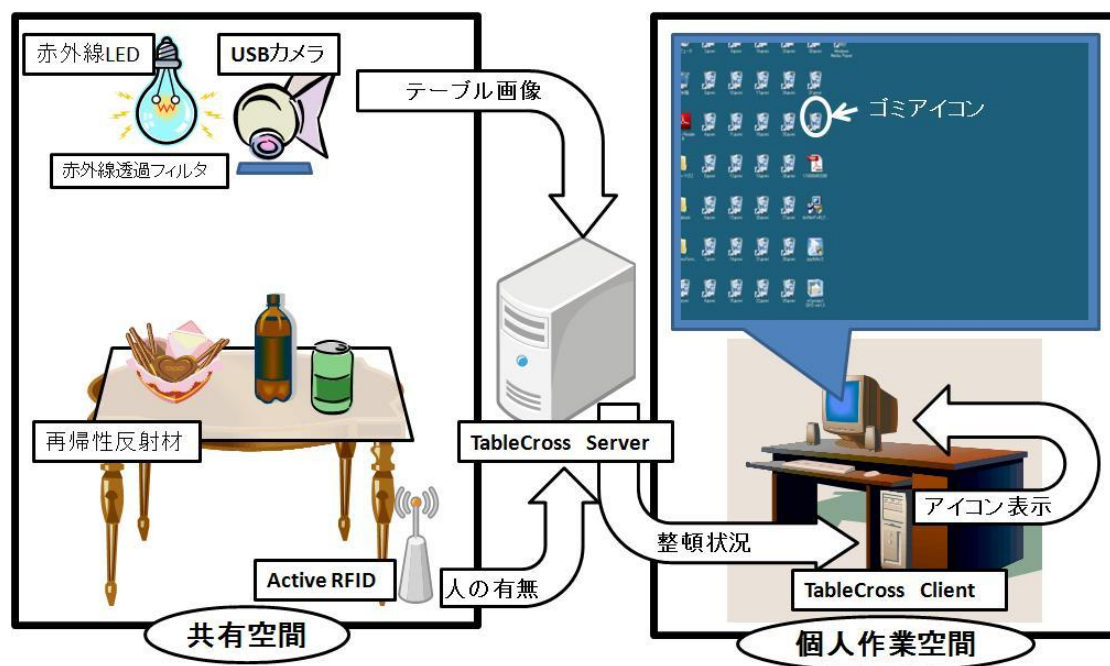 赤外線LED
USBカメラ
赤外線透過フィルタ
テーブル画像
ゴミアイコン
再帰性反射材
TableCross Server
Active RFID
人の有無
整頓状況
アイコン表示
TableCross Client
共有空間
個人作業空間